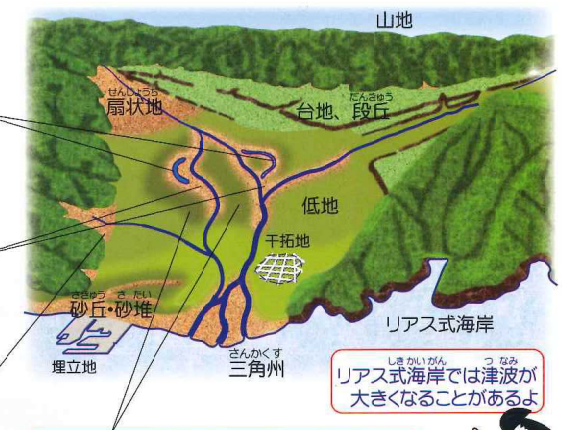 山地
せんじょうち
扇状地
だんきゅう
台地、段丘
低地
干拓地
さきゅう さたい
砂丘・砂堆
リアス式海岸
埋立地
さんかくす
三角州
しきかいがん つなみ
リアス式海岸では津波が
大きくなることがあるよ